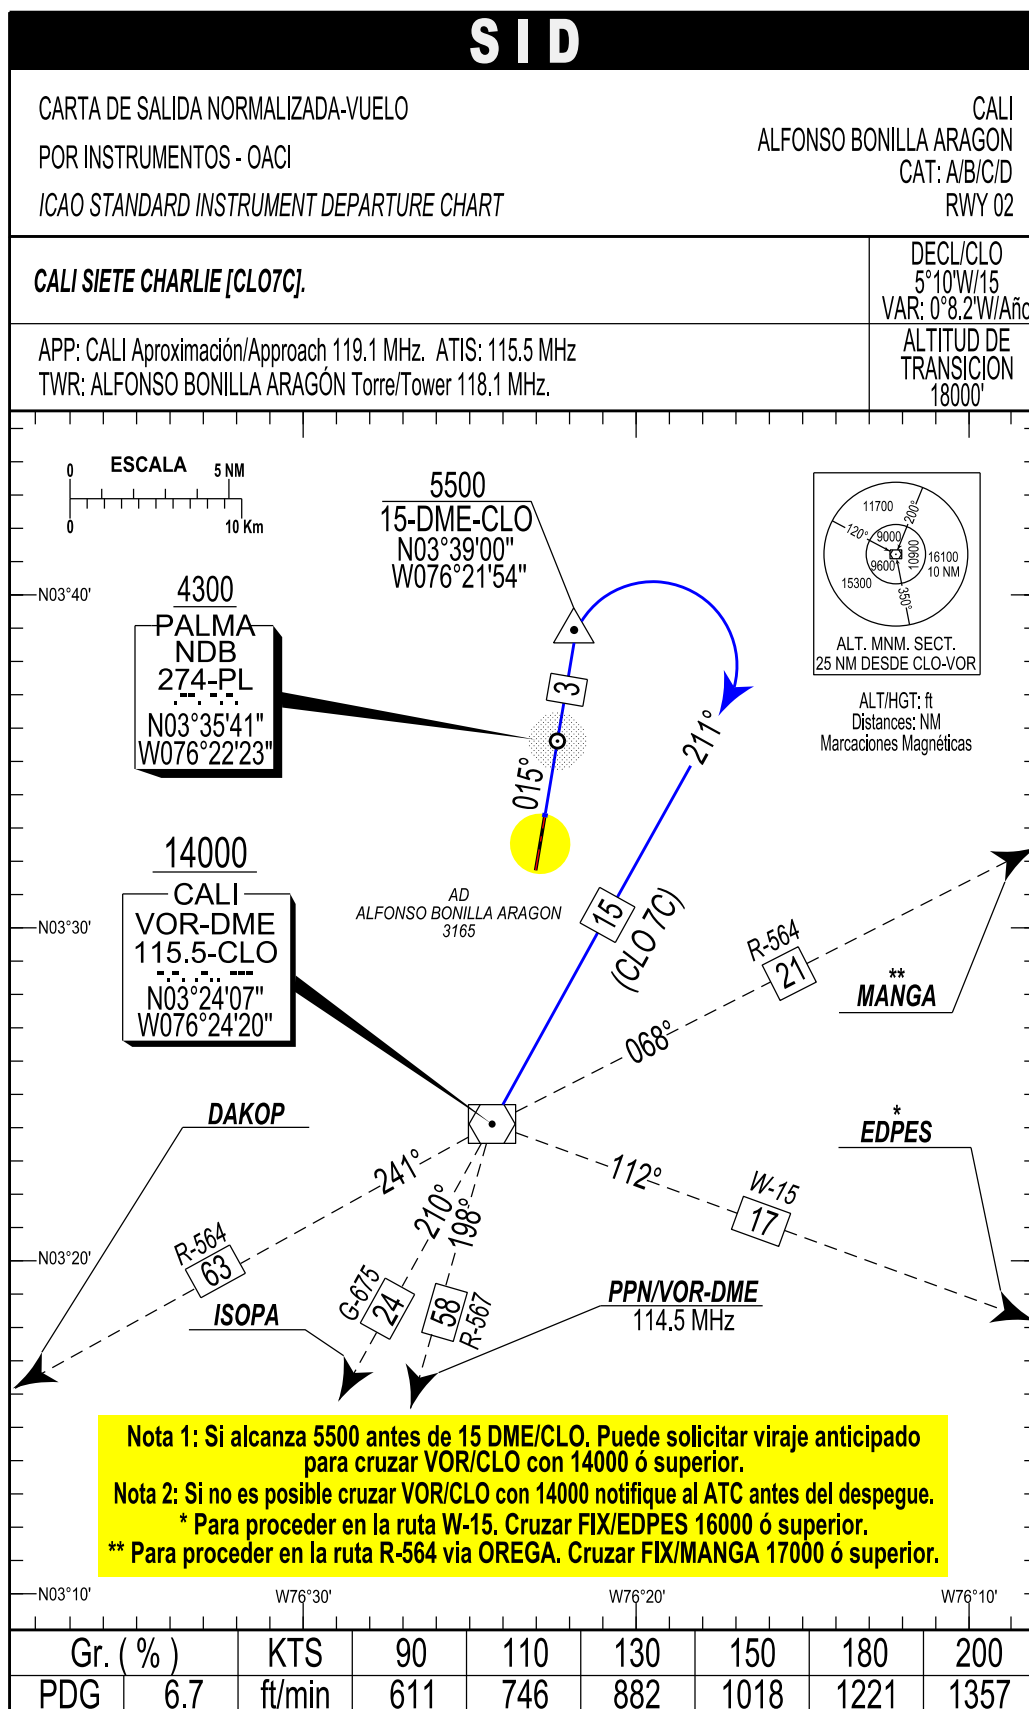 SID
CARTA DE SALIDA NORMALIZADA-VUELO
POR INSTRUMENTOS - OACI
ICAO STANDARD INSTRUMENT DEPARTURE CHART
CALI
ALFONSO BONILLA ARAGON
CAT: A/B/C/D
RWY 02
CALI SIETE CHARLIE [CLO7C].
DECL/CLO
5°10'W/15
VAR: 0°8.2'W/Año
APP: CALI Aproximación/Approach 119.1 MHz. ATIS: 115.5 MHz
TWR: ALFONSO BONILLA ARAGÓN Torre/Tower 118.1 MHz.
ALTITUD DE
TRANSICION
18000'
0 ESCALA 5 NM
0 10 Km
5500
15-DME-CLO
N03°39'00"
W076°21'54"
11700
200°
120°
9000
10900
9600
16100
10 NM
15300
350°
ALT. MNM. SECT.
25 NM DESDE CLO-VOR
ALT/HGT: ft
Distances: NM
Marcaciones Magnéticas
N03°40'
4300
PALMA
NDB
274-PL
N03°35'41"
W076°22'23"
3
015°
211°
14000
CALI
VOR-DME
115.5-CLO
N03°24'07"
W076°24'20"
AD
ALFONSO BONILLA ARAGON
3165
N03°30'
15
(CLO 7C)
R-564
21
068°
**
MANGA
DAKOP
*
EDPES
241°
210°
198°
112°
W-15
17
R-564
63
N03°20'
G-675
24
58
R-567
ISOPA
PPN/VOR-DME
114.5 MHz
Nota 1: Si alcanza 5500 antes de 15 DME/CLO. Puede solicitar viraje anticipado
para cruzar VOR/CLO con 14000 ó superior.
Nota 2: Si no es posible cruzar VOR/CLO con 14000 notifique al ATC antes del despegue.
* Para proceder en la ruta W-15. Cruzar FIX/EDPES 16000 ó superior.
** Para proceder en la ruta R-564 via OREGA. Cruzar FIX/MANGA 17000 ó superior.
N03°10'
W76°30'
W76°20'
W76°10'
Gr. ( % ) KTS 90 110 130 150 180 200
PDG 6.7 ft/min 611 746 882 1018 1221 1357